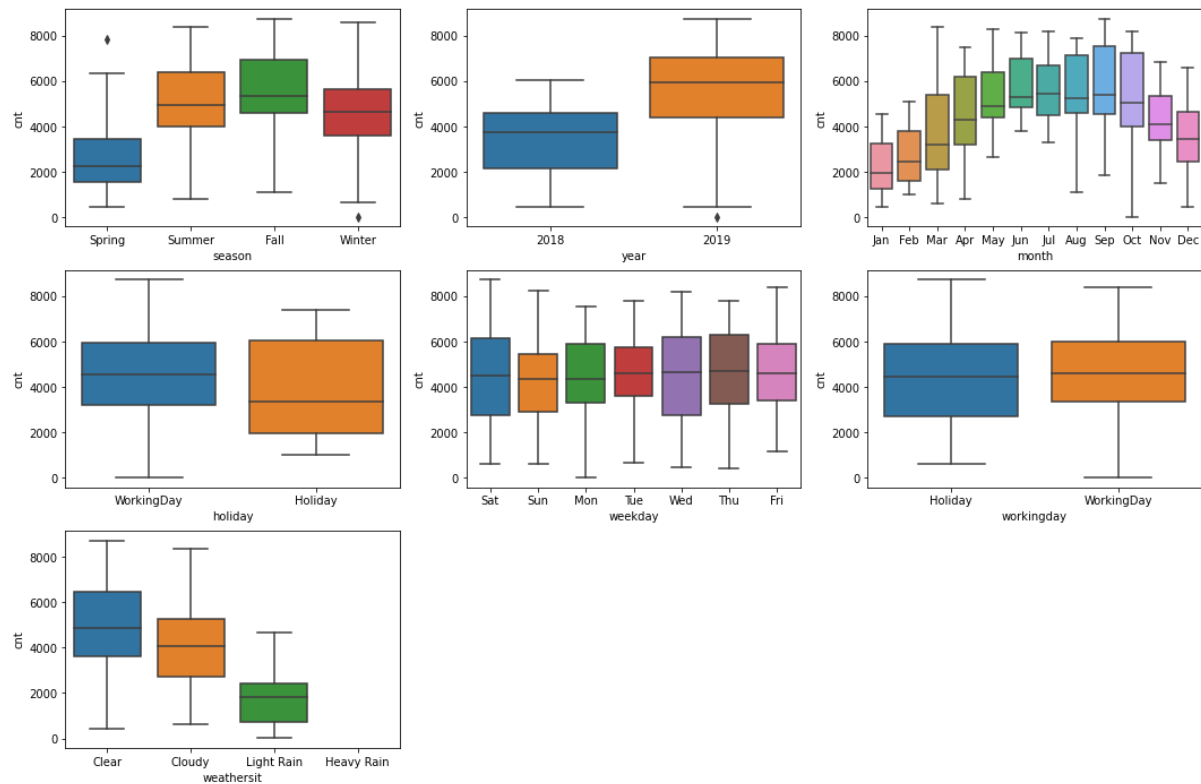 cnt
8000
6000
4000
2000
0
Spring Summer Fall Winter
season
cnt
8000
6000
4000
2000
0
2018 2019
year
cnt
8000
6000
4000
2000
0
Jan Feb Mar Apr May Jun Jul Aug Sep Oct Nov Dec
month
cnt
8000
6000
4000
2000
0
WorkingDay Holiday
holiday
cnt
8000
6000
4000
2000
0
Sat Sun Mon Tue Wed Thu Fri
weekday
cnt
8000
6000
4000
2000
0
Holiday WorkingDay
workingday
cnt
8000
6000
4000
2000
0
Clear Cloudy Light Rain Heavy Rain
weathersit